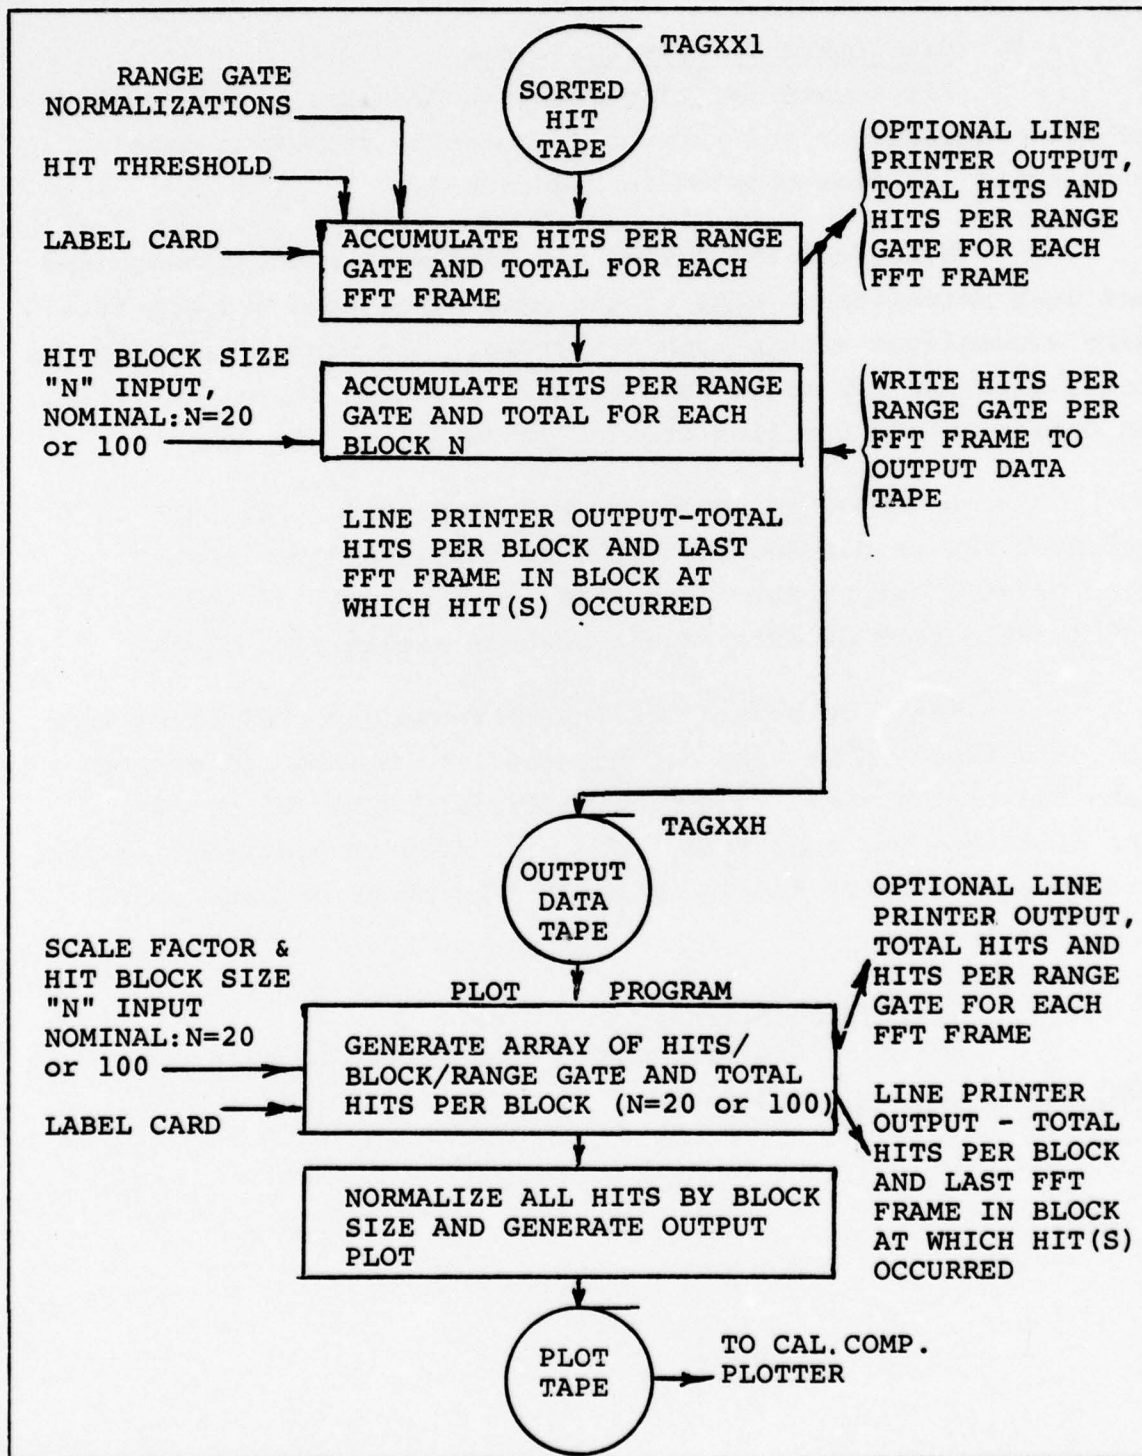 TAGXX1
SORTED
HIT
TAPE
RANGE GATE
NORMALIZATIONS
HIT THRESHOLD
LABEL CARD
ACCUMULATE HITS PER RANGE
GATE AND TOTAL FOR EACH
FFT FRAME
OPTIONAL LINE
PRINTER OUTPUT,
TOTAL HITS AND
HITS PER RANGE
GATE FOR EACH
FFT FRAME
HIT BLOCK SIZE
"N" INPUT,
NOMINAL:N=20
or 100
ACCUMULATE HITS PER RANGE
GATE AND TOTAL FOR EACH
BLOCK N
WRITE HITS PER
RANGE GATE PER
FFT FRAME TO
OUTPUT DATA
TAPE
LINE PRINTER OUTPUT-TOTAL
HITS PER BLOCK AND LAST
FFT FRAME IN BLOCK AT
WHICH HIT(S) OCCURRED
TAGXXH
OUTPUT
DATA
TAPE
OPTIONAL LINE
PRINTER OUTPUT,
TOTAL HITS AND
HITS PER RANGE
GATE FOR EACH
FFT FRAME
SCALE FACTOR &
HIT BLOCK SIZE
"N" INPUT
NOMINAL:N=20
or 100
LABEL CARD
PLOT PROGRAM
GENERATE ARRAY OF HITS/
BLOCK/RANGE GATE AND TOTAL
HITS PER BLOCK (N=20 or 100)
LINE PRINTER
OUTPUT - TOTAL
HITS PER BLOCK
AND LAST FFT
FRAME IN BLOCK
AT WHICH HIT(S)
OCCURRED
NORMALIZE ALL HITS BY BLOCK
SIZE AND GENERATE OUTPUT
PLOT
PLOT
TAPE
TO CAL.COMP.
PLOTTER